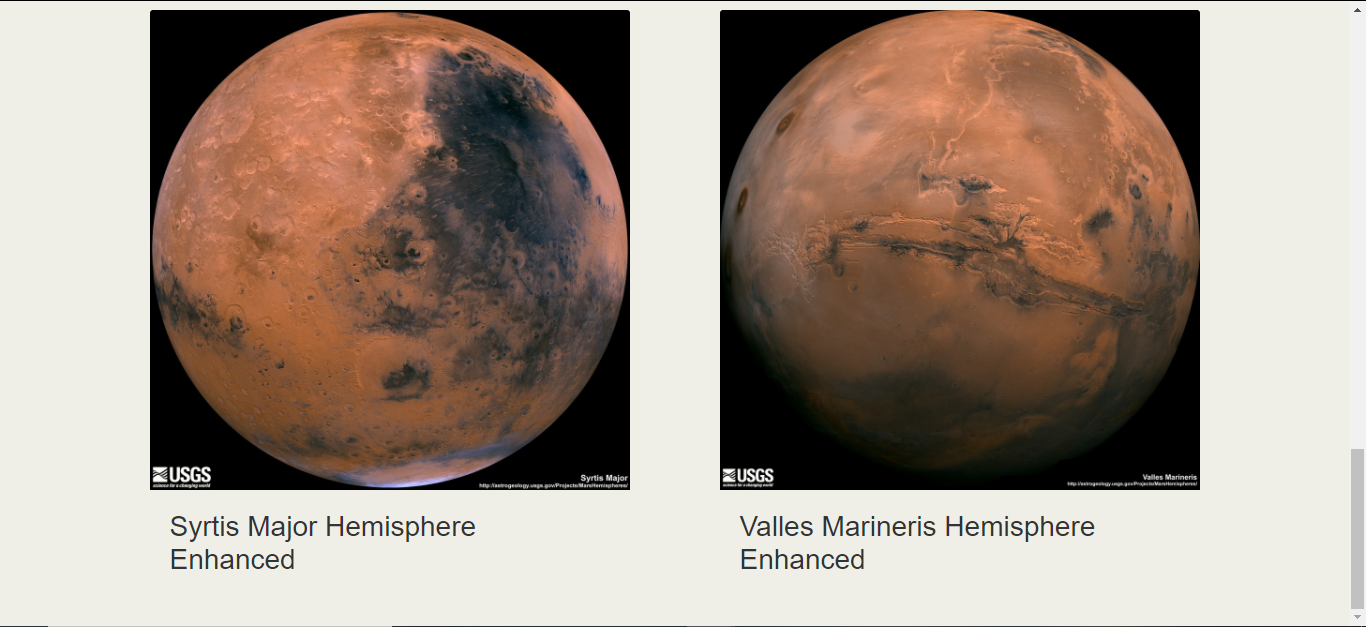 USGS
science for a changing world
Syrtis Major
http://astrogeology.usgs.gov/Projects/MarsHemispheres/
USGS
science for a changing world
Valles Marineris
http://astrogeology.usgs.gov/Projects/MarsHemispheres/
Syrtis Major Hemisphere
Enhanced
Valles Marineris Hemisphere
Enhanced